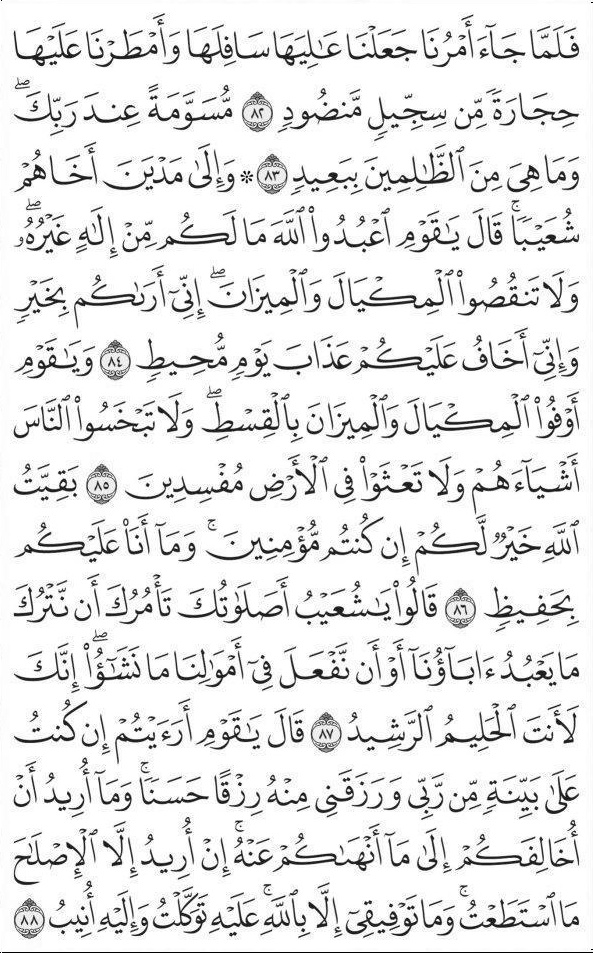 فَلَمَّا جَآءَ أَمۡرُنَا جَعَلۡنَا عَٰلِيَهَا سَافِلَهَا وَأَمۡطَرۡنَا عَلَيۡهَا
حِجَارَةٗ مِّن سِجِّيلٖ مَّنضُودٖ ٨٢ مُّسَوَّمَةً عِندَ رَبِّكَۖ
وَمَا هِيَ مِنَ ٱلظَّٰلِمِينَ بِبَعِيدٖ ٨٣ ۞ وَإِلَىٰ مَدۡيَنَ أَخَاهُمۡ
شُعَيۡبٗاۚ قَالَ يَٰقَوۡمِ ٱعۡبُدُواْ ٱللَّهَ مَا لَكُم مِّنۡ إِلَٰهٍ غَيۡرُهُۥۖ
وَلَا تَنقُصُواْ ٱلۡمِكۡيَالَ وَٱلۡمِيزَانَۖ إِنِّيٓ أَرَىٰكُم بِخَيۡرٖ
وَإِنِّيٓ أَخَافُ عَلَيۡكُمۡ عَذَابَ يَوۡمٖ مُّحِيطٖ ٨٤ وَيَٰقَوۡمِ
أَوۡفُواْ ٱلۡمِكۡيَالَ وَٱلۡمِيزَانَ بِٱلۡقِسۡطِۖ وَلَا تَبۡخَسُواْ ٱلنَّاسَ
أَشۡيَآءَهُمۡ وَلَا تَعۡثَوۡاْ فِي ٱلۡأَرۡضِ مُفۡسِدِينَ ٨٥ بَقِيَّتُ
ٱللَّهِ خَيۡرٞ لَّكُمۡ إِن كُنتُم مُّؤۡمِنِينَۚ وَمَآ أَنَا۠ عَلَيۡكُم
بِحَفِيظٖ ٨٦ قَالُواْ يَٰشُعَيۡبُ أَصَلَوٰتُكَ تَأۡمُرُكَ أَن نَّتۡرُكَ
مَا يَعۡبُدُ ءَابَآؤُنَآ أَوۡ أَن نَّفۡعَلَ فِيٓ أَمۡوَٰلِنَا مَا نَشَٰٓؤُاْۖ إِنَّكَ
لَأَنتَ ٱلۡحَلِيمُ ٱلرَّشِيدُ ٨٧ قَالَ يَٰقَوۡمِ أَرَءَيۡتُمۡ إِن كُنتُ
عَلَىٰ بَيِّنَةٖ مِّن رَّبِّي وَرَزَقَنِي مِنۡهُ رِزۡقًا حَسَنٗاۚ وَمَآ أُرِيدُ أَنۡ
أُخَالِفَكُمۡ إِلَىٰ مَآ أَنۡهَىٰكُمۡ عَنۡهُۚ إِنۡ أُرِيدُ إِلَّا ٱلۡإِصۡلَٰحَ
مَا ٱسۡتَطَعۡتُۚ وَمَا تَوۡفِيقِيٓ إِلَّا بِٱللَّهِۚ عَلَيۡهِ تَوَكَّلۡتُ وَإِلَيۡهِ أُنِيبُ ٨٨